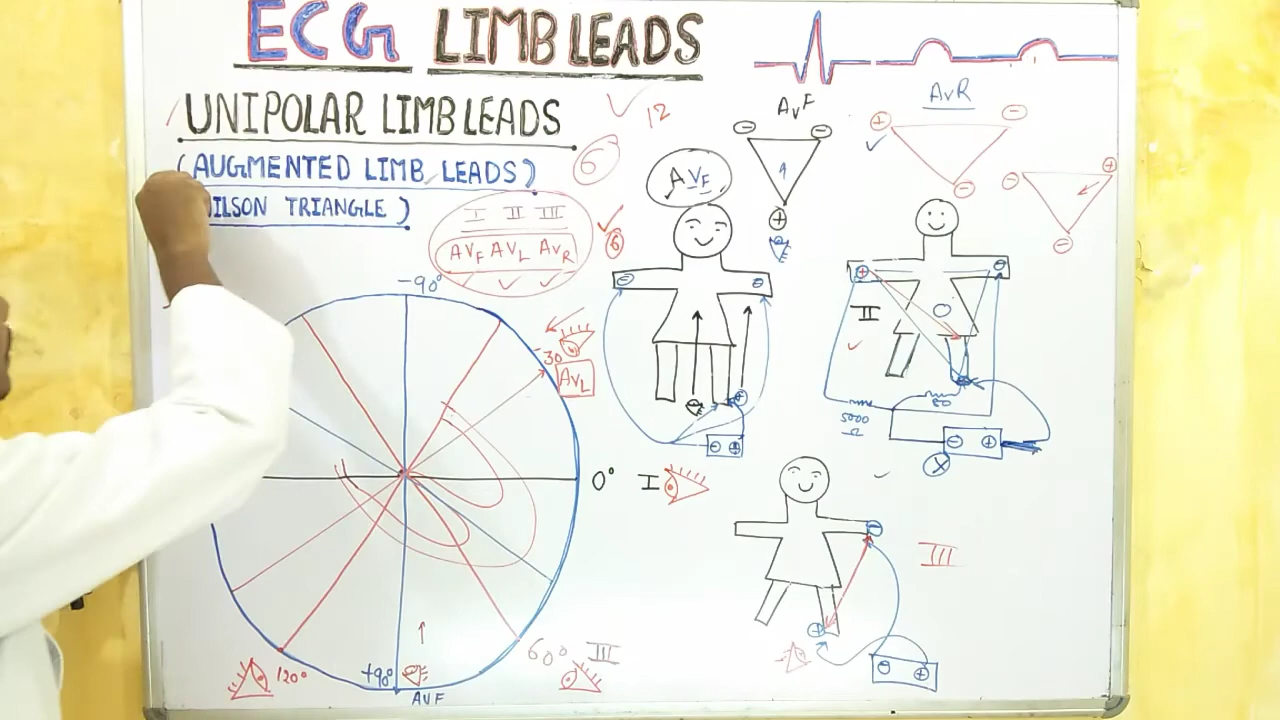 ECG LIMB LEADS
UNIPOLAR LIMB LEADS
12
(AUGMENTED LIMB LEADS)
6
ILSON TRIANGLE)
I II III
AVF AVL AVR
6
AVF
AvF
AvR
-90°
-30
AVL
0° I
+90°
AVF
120°
60° III
II
5000
III